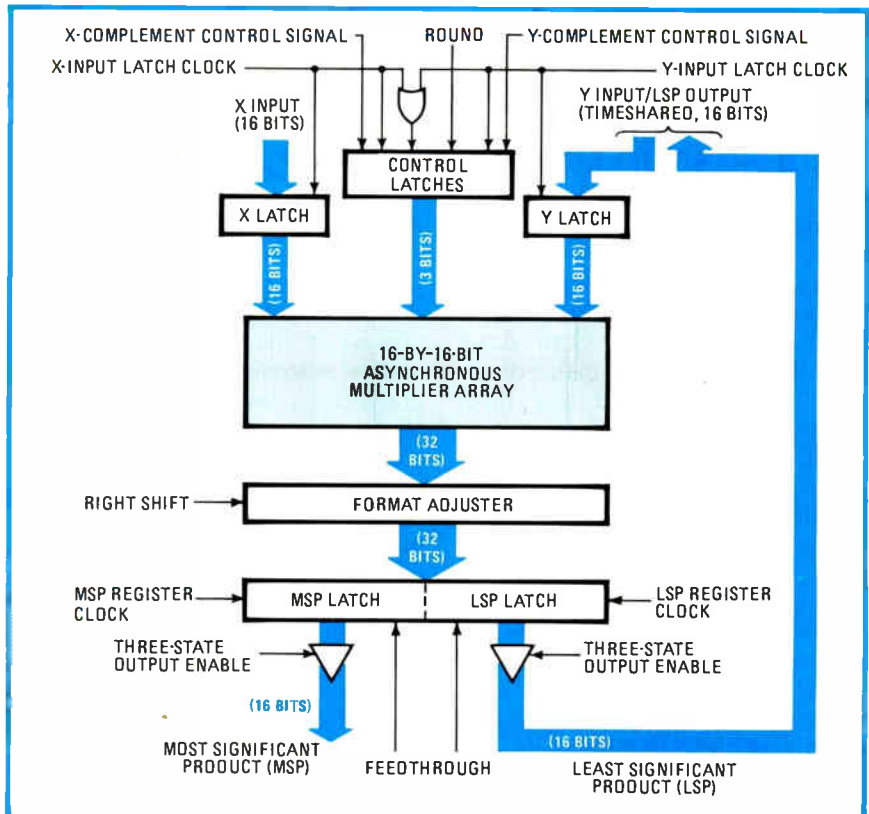 X-COMPLEMENT CONTROL SIGNAL
ROUND
Y-COMPLEMENT CONTROL SIGNAL
X-INPUT LATCH CLOCK
Y-INPUT LATCH CLOCK
X INPUT
(16 BITS)
Y INPUT/LSP OUTPUT
(TIMESHARED, 16 BITS)
CONTROL
LATCHES
X LATCH
Y LATCH
(16 BITS)
(3 BITS)
(16 BITS)
16-BY-16-BIT
ASYNCHRONOUS
MULTIPLIER ARRAY
(32
BITS)
RIGHT SHIFT
FORMAT ADJUSTER
(32
BITS)
MSP REGISTER
CLOCK
MSP LATCH
LSP LATCH
LSP REGISTER
CLOCK
THREE-STATE
OUTPUT ENABLE
THREE-STATE
OUTPUT ENABLE
(16 BITS)
(16 BITS)
MOST SIGNIFICANT
PRODUCT (MSP)
FEEDTHROUGH
LEAST SIGNIFICANT
PRODUCT (LSP)